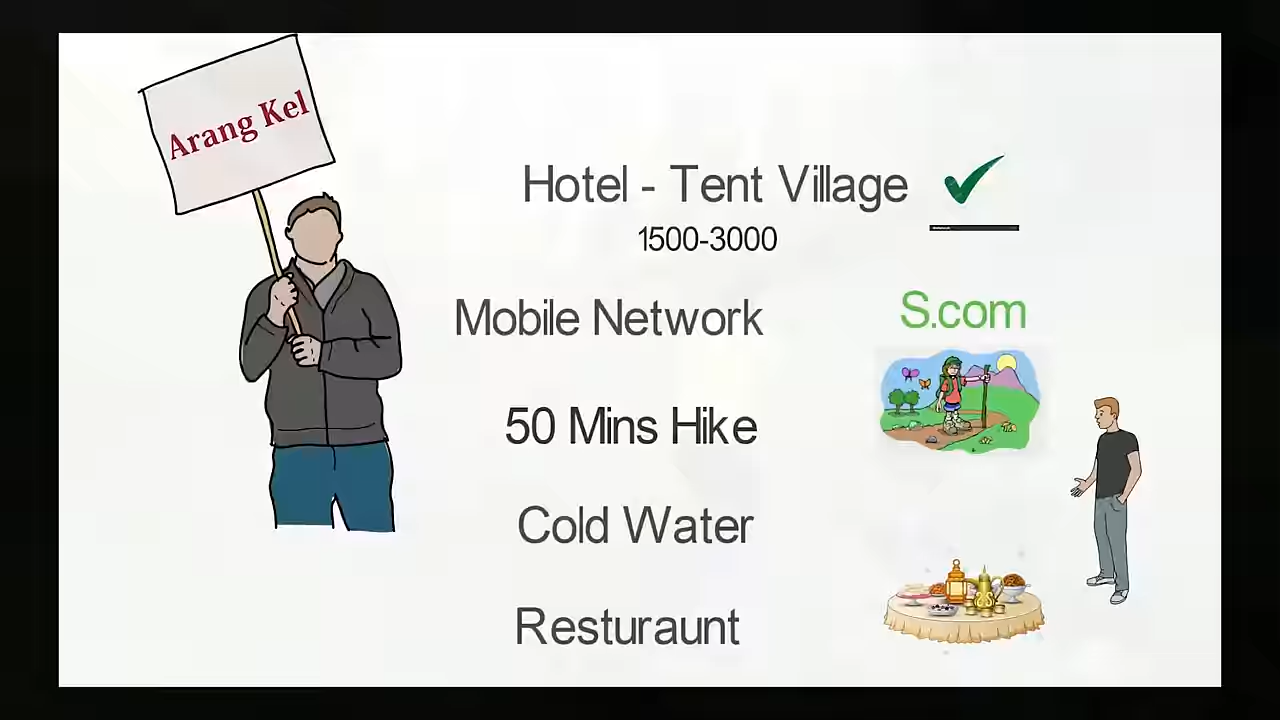 Arang Kel
Hotel - Tent Village
1500-3000
Mobile Network
S.com
50 Mins Hike
Cold Water
Resturaunt